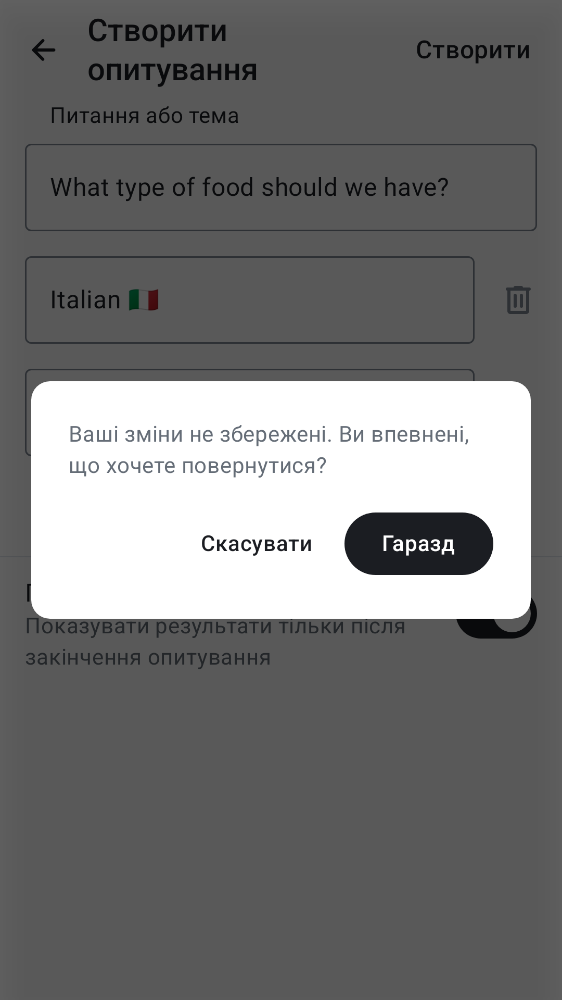 Створити
опитування
Створити
Питання або тема
What type of food should we have?
Italian 🇮🇹
Ваші зміни не збережені. Ви впевнені,
що хочете повернутися?
Скасувати
Гаразд
Показувати результати тільки після
закінчення опитування